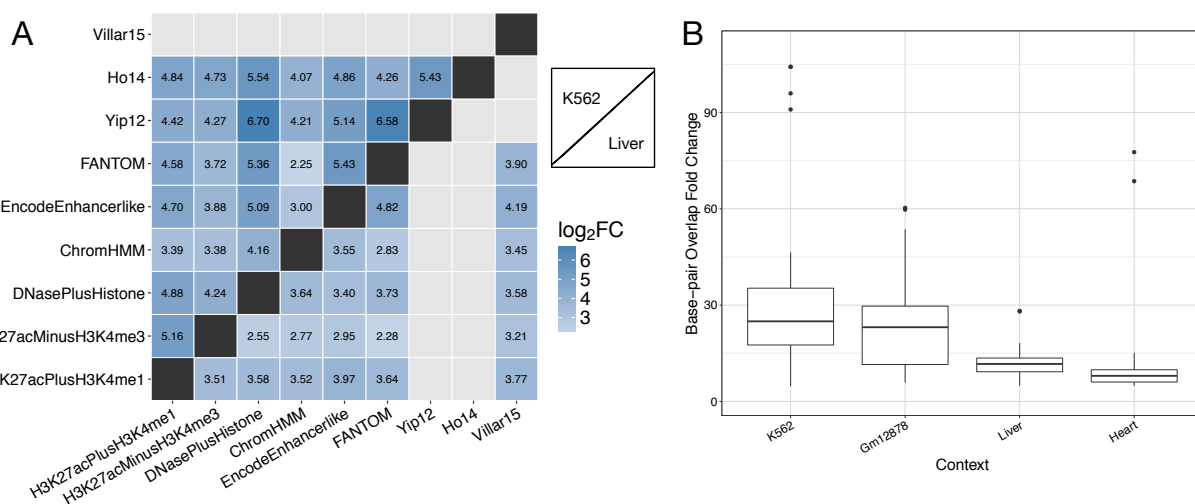 A
Villar15
Ho14
Yip12
FANTOM
EncodeEnhancerlike
ChromHMM
DNasePlusHistone
27acMinusH3K4me3
K27acPlusH3K4me1
4.84 4.73 5.54 4.07 4.86 4.26 5.43
4.42 4.27 6.70 4.21 5.14 6.58
4.58 3.72 5.36 2.25 5.43 3.90
4.70 3.88 5.09 3.00 4.82 4.19
3.39 3.38 4.16 3.55 2.83 3.45
4.88 4.24 3.64 3.40 3.73 3.58
5.16 2.55 2.77 2.95 2.28 3.21
3.51 3.58 3.52 3.97 3.64 3.77
H3K27acPlusH3K4me1
H3K27acMinusH3K4me3
DNasePlusHistone
ChromHMM
EncodeEnhancerlike
FANTOM
Yip12
Ho14
Villar15
K562
Liver
log₂FC
6
5
4
3
B
Base-pair Overlap Fold Change
90
60
30
0
K562
Gm12878
Liver
Heart
Context